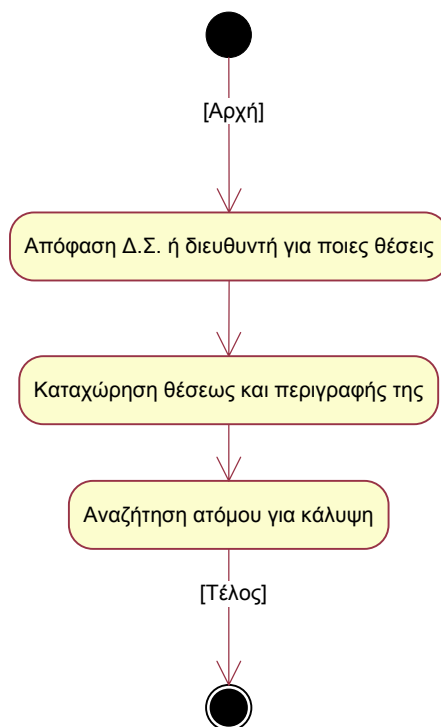 [Αρχή]
Απόφαση Δ.Σ. ή διευθυντή για ποιες θέσεις
Καταχώρηση θέσεως και περιγραφής της
Αναζήτηση ατόμου για κάλυψη
[Τέλος]